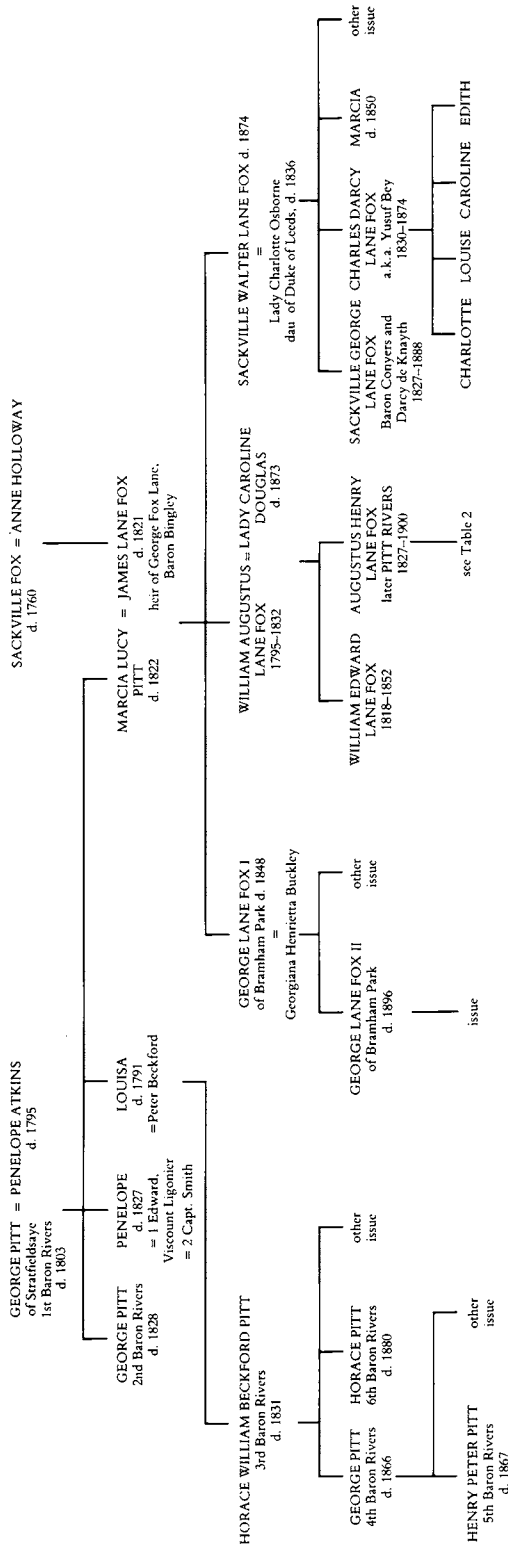 GEORGE PITT = PENELOPE ATKINS
of Stratfieldsaye d. 1795
1st Baron Rivers
d. 1803
SACKVILLE FOX = ANNE HOLLOWAY
d. 1760
GEORGE PITT
2nd Baron Rivers
d. 1828
PENELOPE
d. 1827
= 1 Edward,
Viscount Ligonier
= 2 Capt. Smith
LOUISA
d. 1791
=Peter Beckford
MARCIA LUCY = JAMES LANE FOX
PITT d. 1821
d. 1822 heir of George Fox Lane,
Baron Bingley
HORACE WILLIAM BECKFORD PITT
3rd Baron Rivers
d. 1831
GEORGE LANE FOX I
of Bramham Park d. 1848
=
Georgiana Henrietta Buckley
WILLIAM AUGUSTUS = LADY CAROLINE
LANE FOX DOUGLAS
1795–1832 d. 1873
SACKVILLE WALTER LANE FOX d. 1874
=
Lady Charlotte Osborne
dau of Duke of Leeds, d. 1836
GEORGE PITT
4th Baron Rivers
d. 1866
HORACE PITT
6th Baron Rivers
d. 1880
other
issue
GEORGE LANE FOX II
of Bramham Park
d. 1896
other
issue
WILLIAM EDWARD
LANE FOX
1818–1852
AUGUSTUS HENRY
LANE FOX
later PITT RIVERS
1827–1900
SACKVILLE GEORGE
LANE FOX
Baron Conyers and
Darcy de Knayth
1827–1888
CHARLES DARCY
LANE FOX
a.k.a. Yusuf Bey
1830–1874
MARCIA
d. 1850
other
issue
HENRY PETER PITT
5th Baron Rivers
d. 1867
other
issue
issue
see Table 2
CHARLOTTE LOUISE CAROLINE EDITH